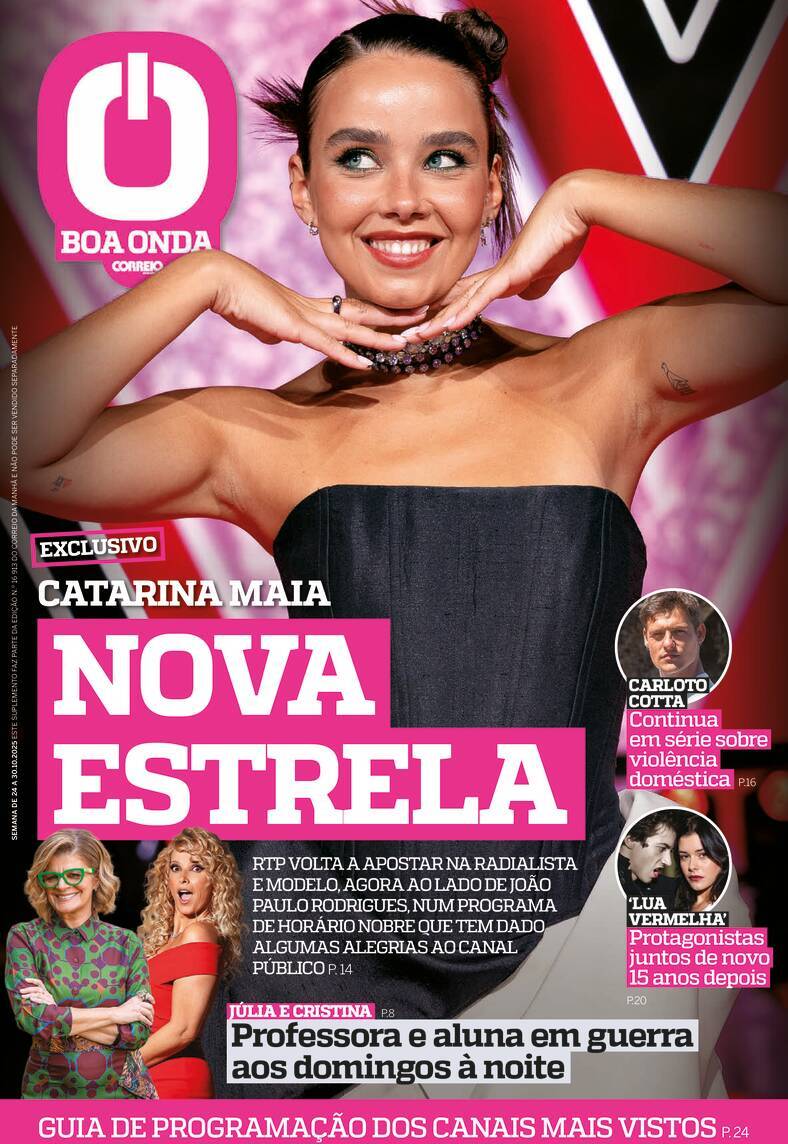 BOA ONDA
CORREIO
SEMANA DE 24 A 30.10.2025 ESTE SUPLEMENTO FAZ PARTE DA EDIÇÃO N.º 16 913 DO CORREIO DA MANHÃ E NÃO PODE SER VENDIDO SEPARADAMENTE
EXCLUSIVO
CATARINA MAIA
NOVA
ESTRELA
RTP VOLTA A APOSTAR NA RADIALISTA
E MODELO, AGORA AO LADO DE JOÃO
PAULO RODRIGUES, NUM PROGRAMA
DE HORÁRIO NOBRE QUE TEM DADO
ALGUMAS ALEGRIAS AO CANAL
PÚBLICO P. 14
CARLOTO
COTTA
Continua
em série sobre
violência
doméstica P.16
‘LUA
VERMELHA’
Protagonistas
juntos de novo
15 anos depois
P.20
JÚLIA E CRISTINA P.8
Professora e aluna em guerra
aos domingos à noite
GUIA DE PROGRAMAÇÃO DOS CANAIS MAIS VISTOS P. 24